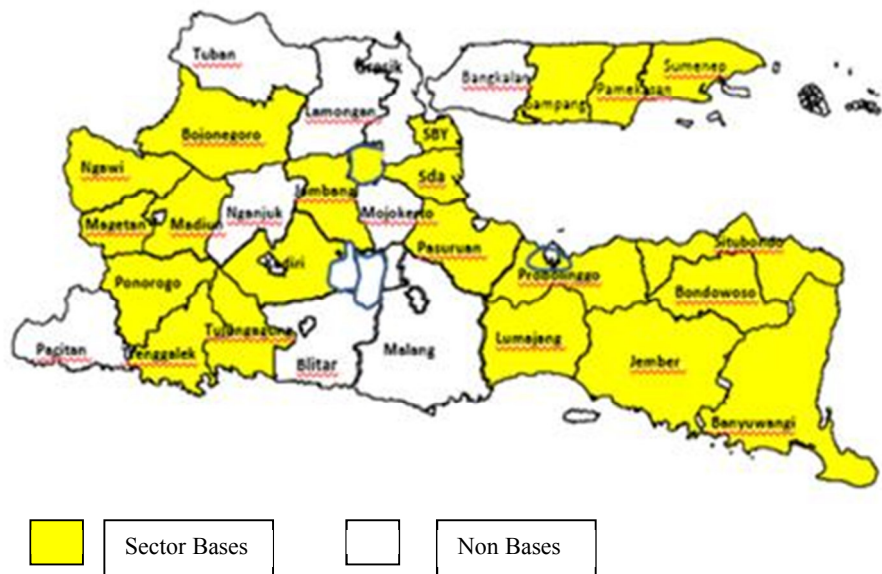 Tuban
Gresik
Lamongan
Bangkalan
Sampang
Pamekasan
Sumenep
Bojonegoro
SBY
Ngawi
Sda
Jombang
Magetan
Madiun
Nganjuk
Mojokerto
Pasuruan
Situbondo
Kediri
Probolinggo
Ponorogo
Bondowoso
Pacitan
Trenggalek
Tulungagung
Blitar
Malang
Lumajang
Jember
Banyuwangi
Sector Bases
Non Bases